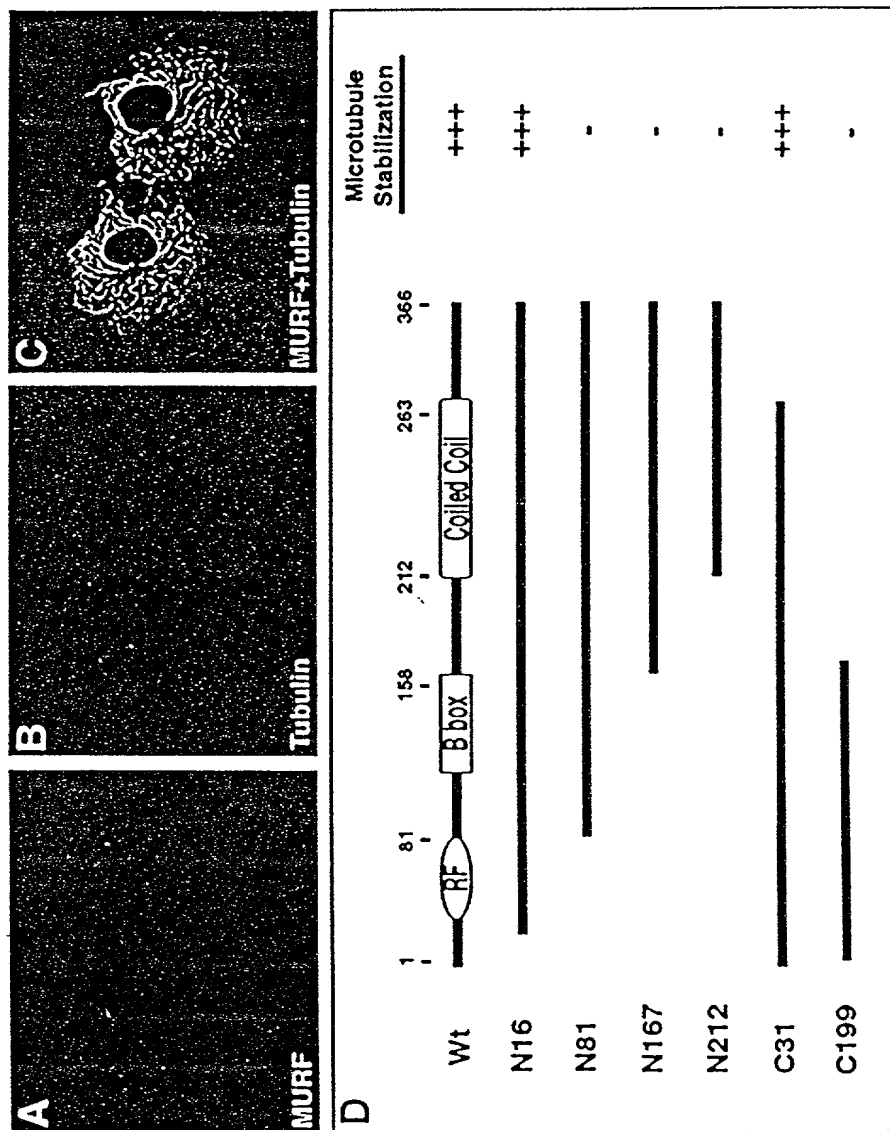 A
MURF
B
Tubulin
C
MURF+Tubulin
D
Microtubule
Stabilization
1 81 158 212 263 366
Wt RF B box Coiled Coil +++
N16 +++
N81 -
N167 -
N212 -
C31 +++
C199 -